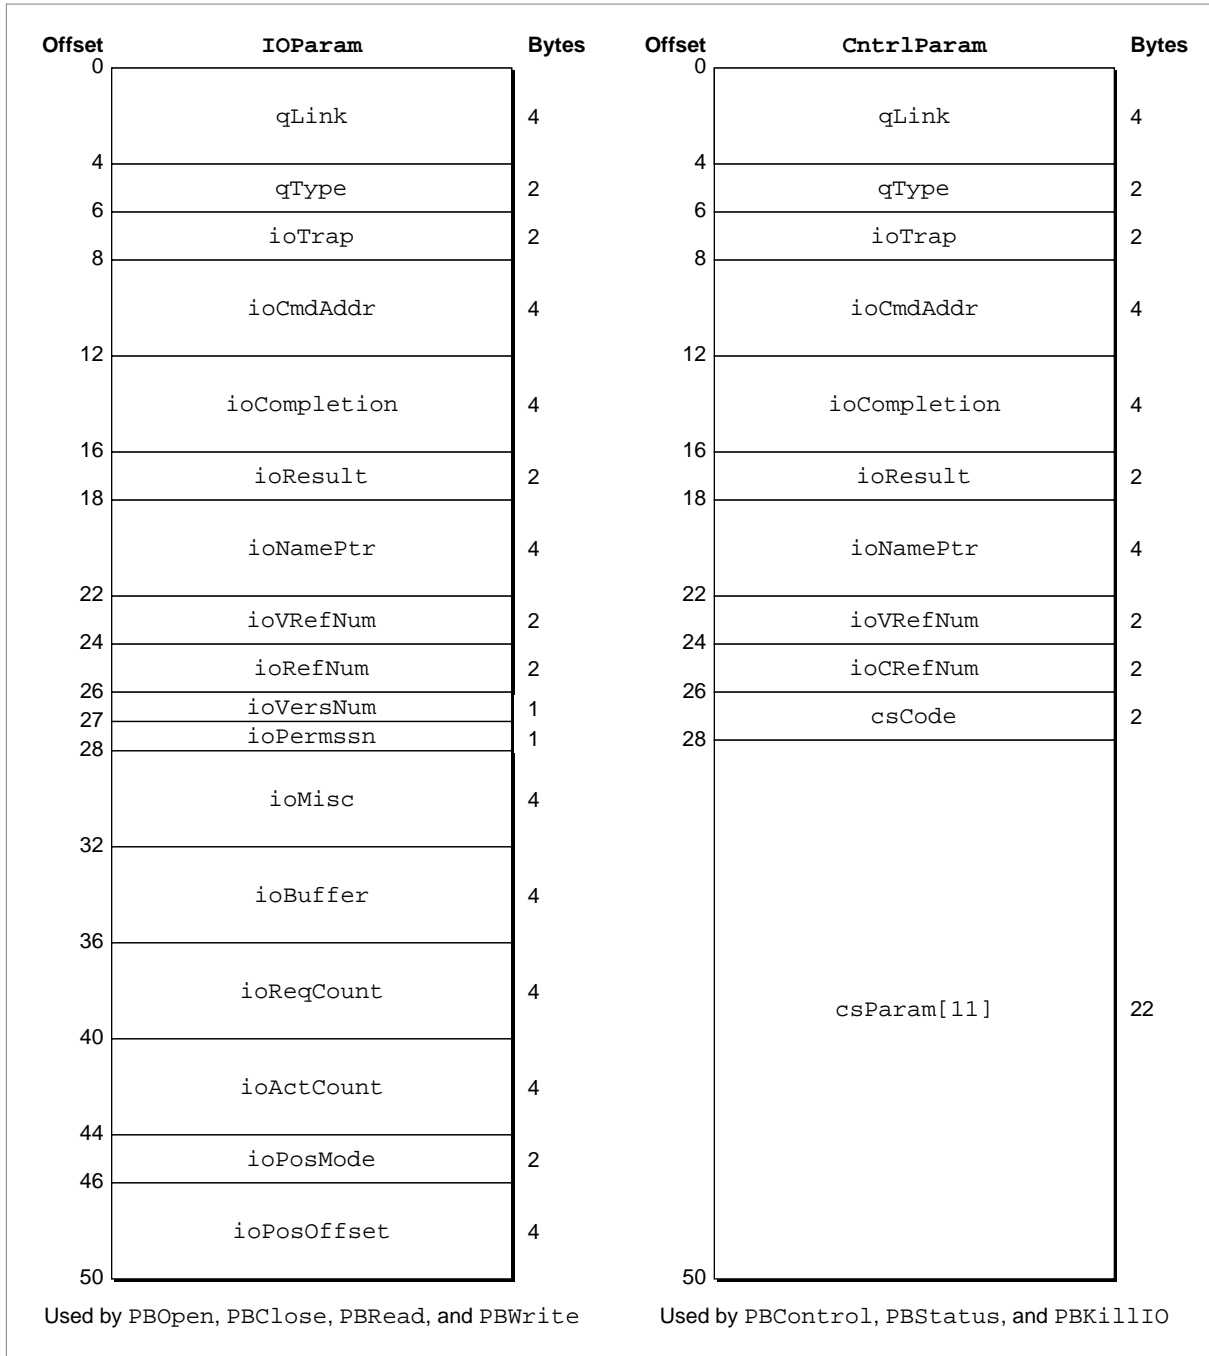 Offset IOParam Bytes
0
qLink 4
4
qType 2
6
ioTrap 2
8
ioCmdAddr 4
12
ioCompletion 4
16
ioResult 2
18
ioNamePtr 4
22
ioVRefNum 2
24
ioRefNum 2
26
ioVersNum 1
27
ioPermssn 1
28
ioMisc 4
32
ioBuffer 4
36
ioReqCount 4
40
ioActCount 4
44
ioPosMode 2
46
ioPosOffset 4
50
Used by PBOpen, PBClose, PBRead, and PBWrite
Offset CntrlParam Bytes
0
qLink 4
4
qType 2
6
ioTrap 2
8
ioCmdAddr 4
12
ioCompletion 4
16
ioResult 2
18
ioNamePtr 4
22
ioVRefNum 2
24
ioCRefNum 2
26
csCode 2
28
csParam[11] 22
50
Used by PBControl, PBStatus, and PBKillIO